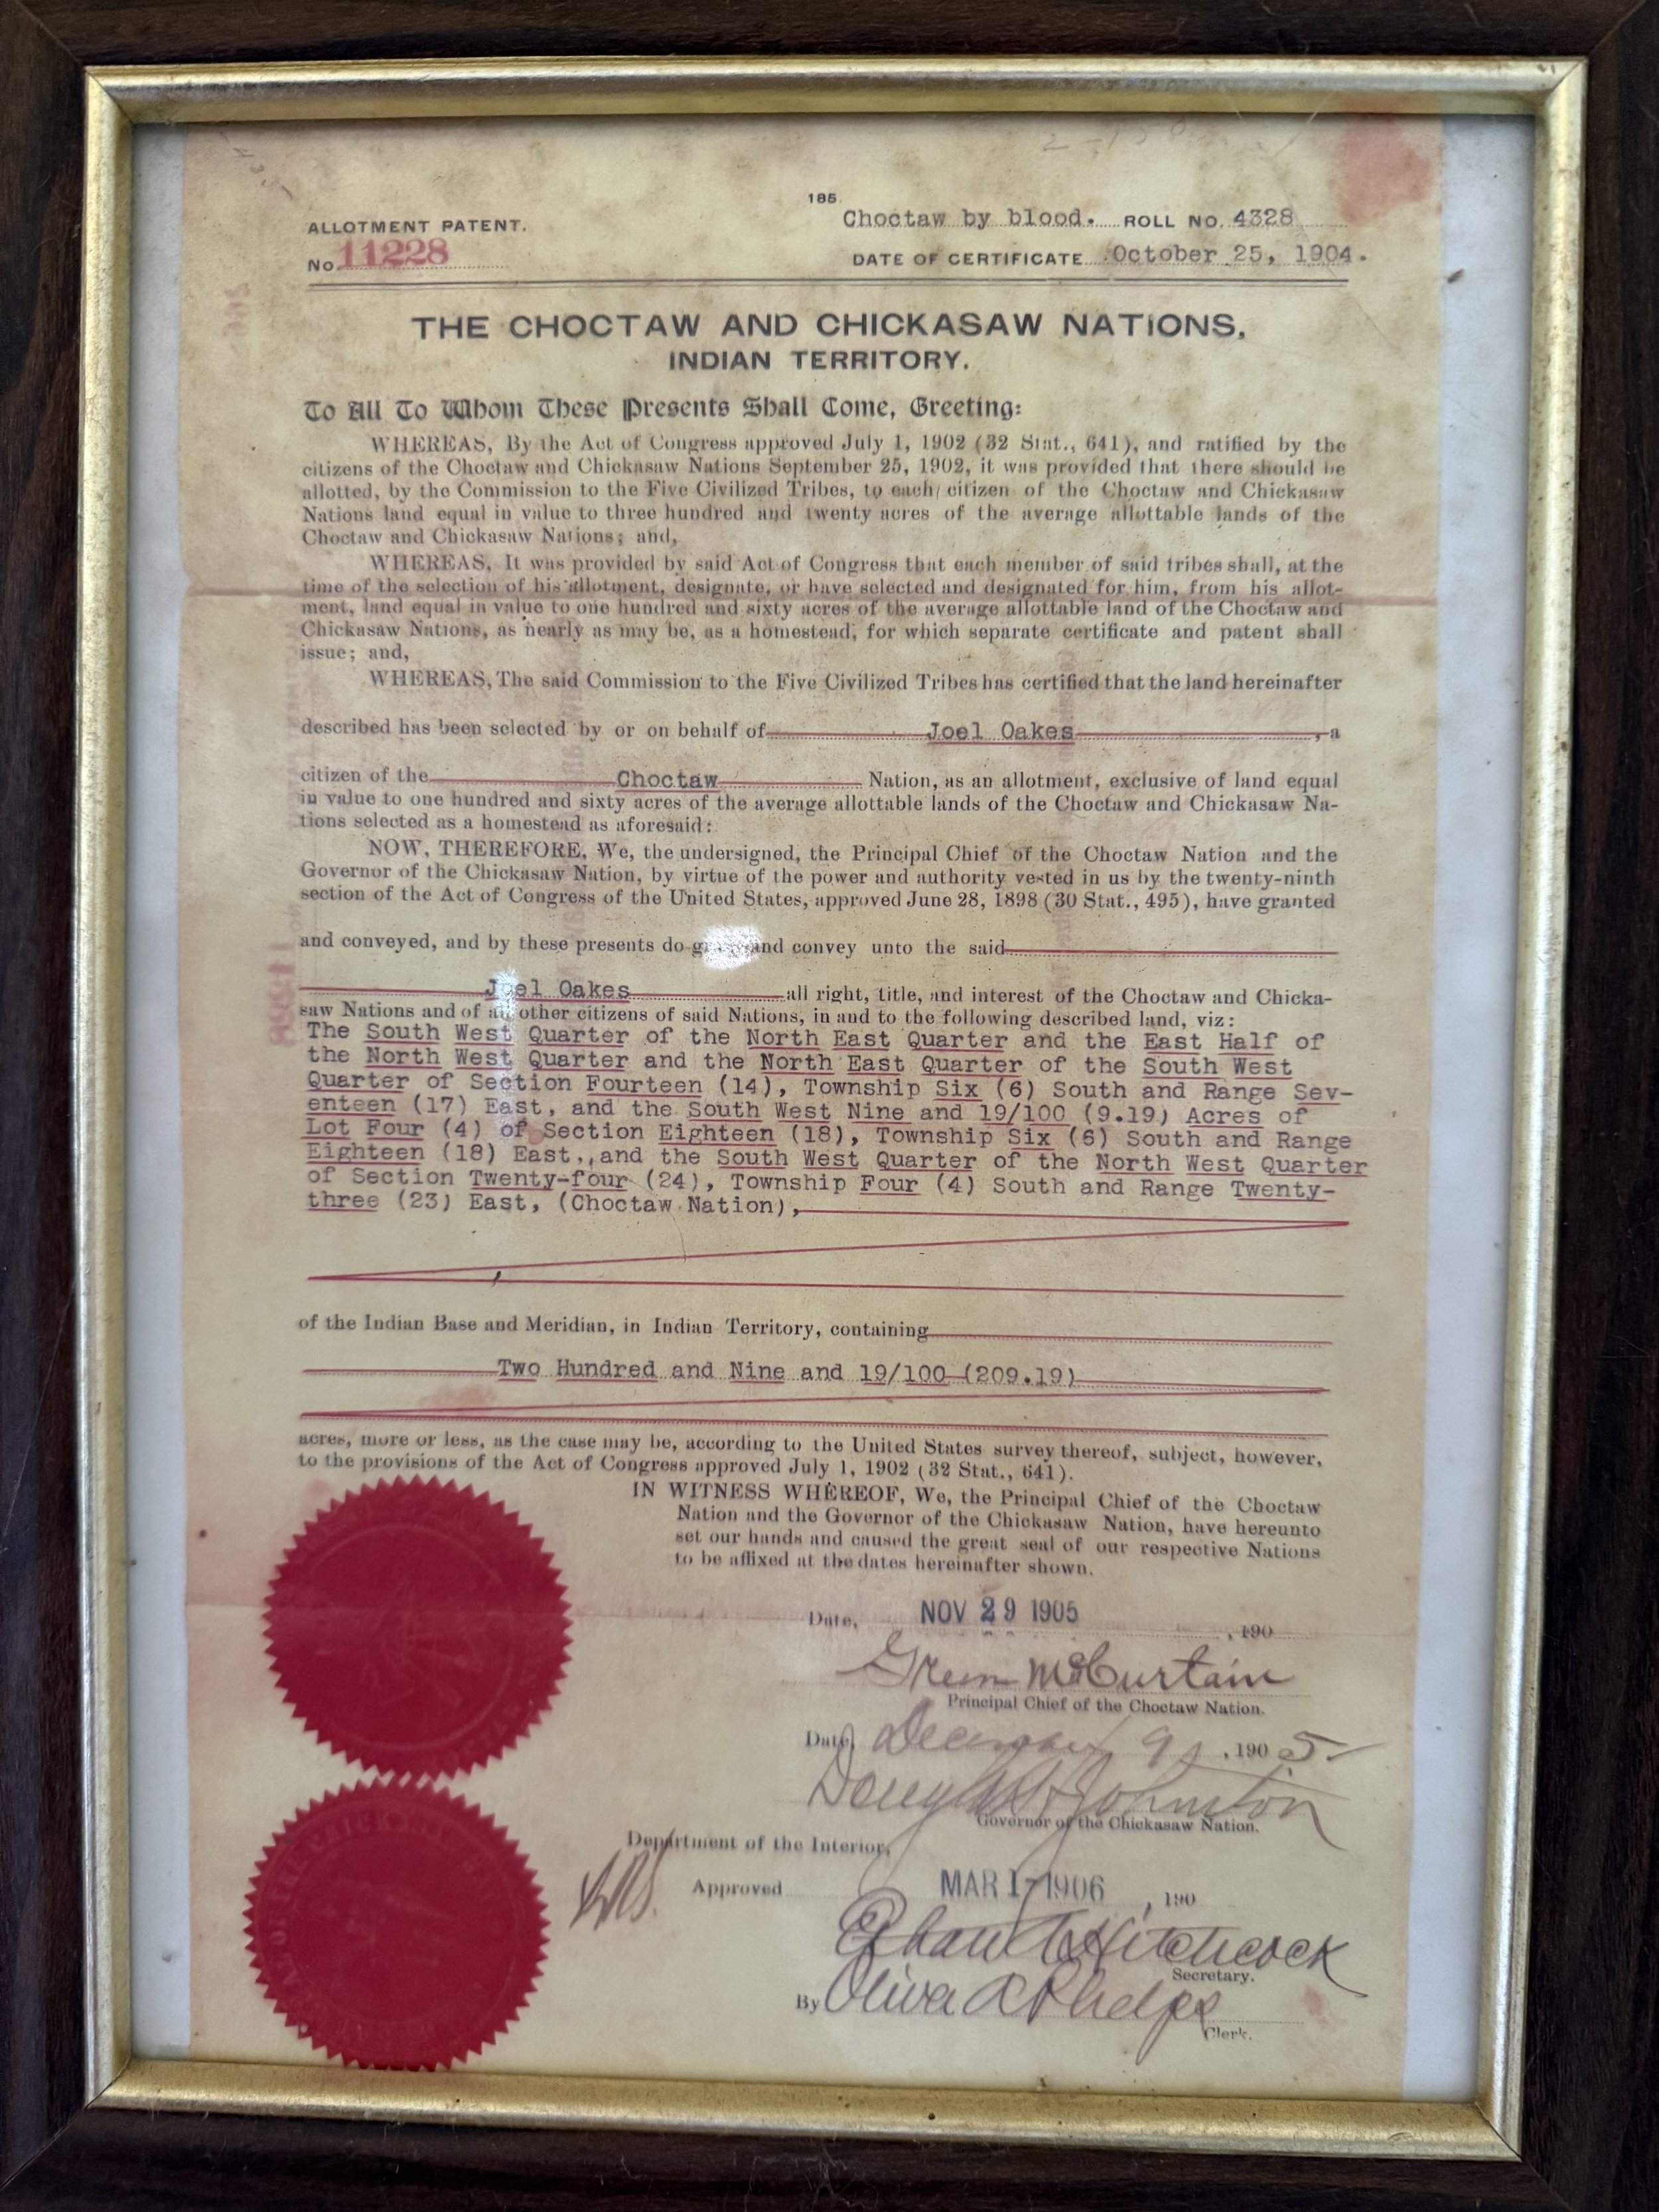 185
ALLOTMENT PATENT. Choctaw by blood. ROLL NO. 4328
No. 11228 DATE OF CERTIFICATE October 25, 1904.
THE CHOCTAW AND CHICKASAW NATIONS,
INDIAN TERRITORY.
To All To Whom These Presents Shall Come, Greeting:
WHEREAS, By the Act of Congress approved July 1, 1902 (32 Stat., 641), and ratified by the
citizens of the Choctaw and Chickasaw Nations September 25, 1902, it was provided that there should be
allotted, by the Commission to the Five Civilized Tribes, to each citizen of the Choctaw and Chickasaw
Nations land equal in value to three hundred and twenty acres of the average allottable lands of the
Choctaw and Chickasaw Nations; and,
WHEREAS, It was provided by said Act of Congress that each member of said tribes shall, at the
time of the selection of his allotment, designate, or have selected and designated for him, from his allot-
ment, land equal in value to one hundred and sixty acres of the average allottable land of the Choctaw and
Chickasaw Nations, as nearly as may be, as a homestead, for which separate certificate and patent shall
issue; and,
WHEREAS, The said Commission to the Five Civilized Tribes has certified that the land hereinafter
described has been selected by or on behalf of Joel Oakes, a
citizen of the Choctaw Nation, as an allotment, exclusive of land equal
in value to one hundred and sixty acres of the average allottable lands of the Choctaw and Chickasaw Na-
tions selected as a homestead as aforesaid:
NOW, THEREFORE, We, the undersigned, the Principal Chief of the Choctaw Nation and the
Governor of the Chickasaw Nation, by virtue of the power and authority vested in us by the twenty-ninth
section of the Act of Congress of the United States, approved June 28, 1898 (30 Stat., 495), have granted
and conveyed, and by these presents do and convey unto the said
Joel Oakes all right, title, and interest of the Choctaw and Chicka-
saw Nations and of all other citizens of said Nations, in and to the following described land, viz:
The South West Quarter of the North East Quarter and the East Half of
the North West Quarter and the North East Quarter of the South West
Quarter of Section Fourteen (14), Township Six (6) South and Range Sev-
enteen (17) East, and the South West Nine and 19/100 (9.19) Acres of
Lot Four (4) of Section Eighteen (18), Township Six (6) South and Range
Eighteen (18) East, and the South West Quarter of the North West Quarter
of Section Twenty-four (24), Township Four (4) South and Range Twenty-
three (23) East, (Choctaw Nation),
of the Indian Base and Meridian, in Indian Territory, containing
Two Hundred and Nine and 19/100 (209.19)
acres, more or less, as the case may be, according to the United States survey thereof, subject, however,
to the provisions of the Act of Congress approved July 1, 1902 (32 Stat., 641).
IN WITNESS WHEREOF, We, the Principal Chief of the Choctaw
Nation and the Governor of the Chickasaw Nation, have hereunto
set our hands and caused the great seal of our respective Nations
to be affixed at the dates hereinafter shown.
Date, NOV 29 1905, 190
Green McCurtain
Principal Chief of the Choctaw Nation.
Date, December 9, 1905
Douglas H Johnston
Governor of the Chickasaw Nation.
Department of the Interior,
Approved MAR 17 1906, 190
Ethan A Hitchcock
Secretary.
By Oliver A Phelps
Clerk.